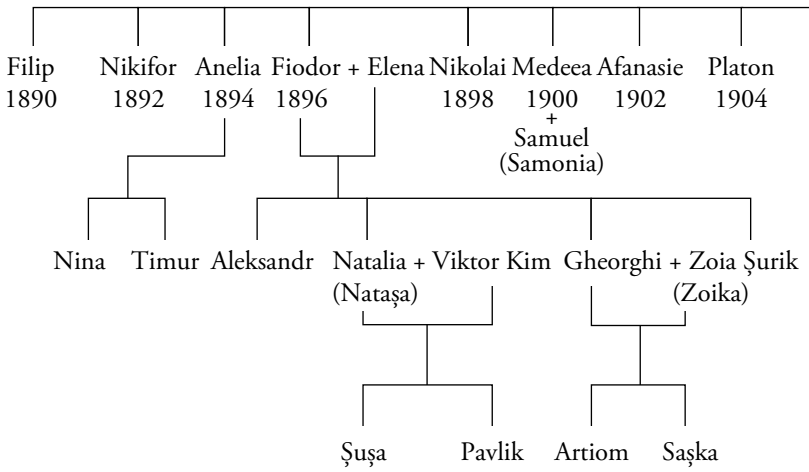 Filip Nikifor Anelia Fiodor + Elena Nikolai Medeea Afanasie Platon
1890 1892 1894 1896 1898 1900 1902 1904
+
Samuel
(Samonia)
Nina Timur Aleksandr Natalia + Viktor Kim Gheorghi + Zoia Șurik
(Natașa) (Zoika)
Șușa Pavlik Artiom Sașka